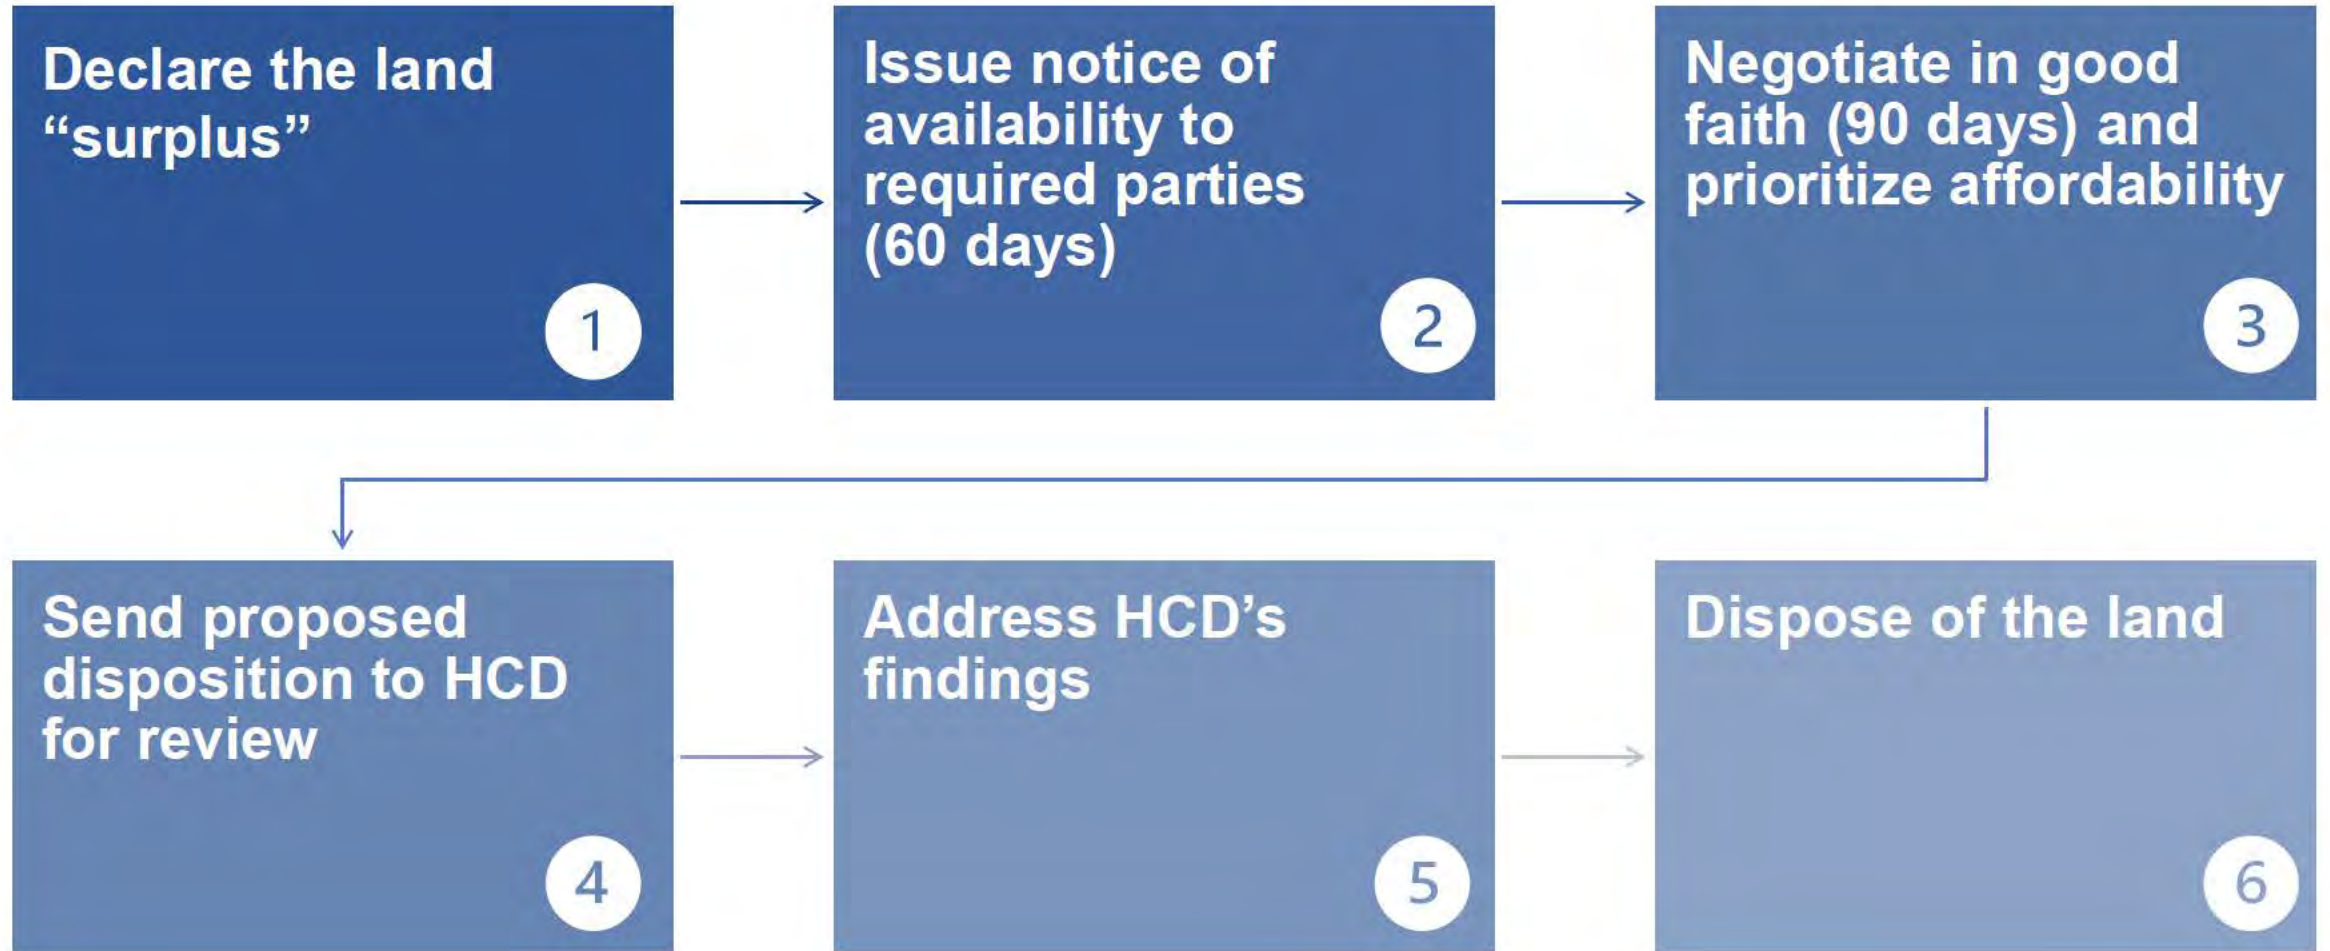 Declare the land
“surplus”
1
Issue notice of
availability to
required parties
(60 days)
2
Negotiate in good
faith (90 days) and
prioritize affordability
3
Send proposed
disposition to HCD
for review
4
Address HCD’s
findings
5
Dispose of the land
6